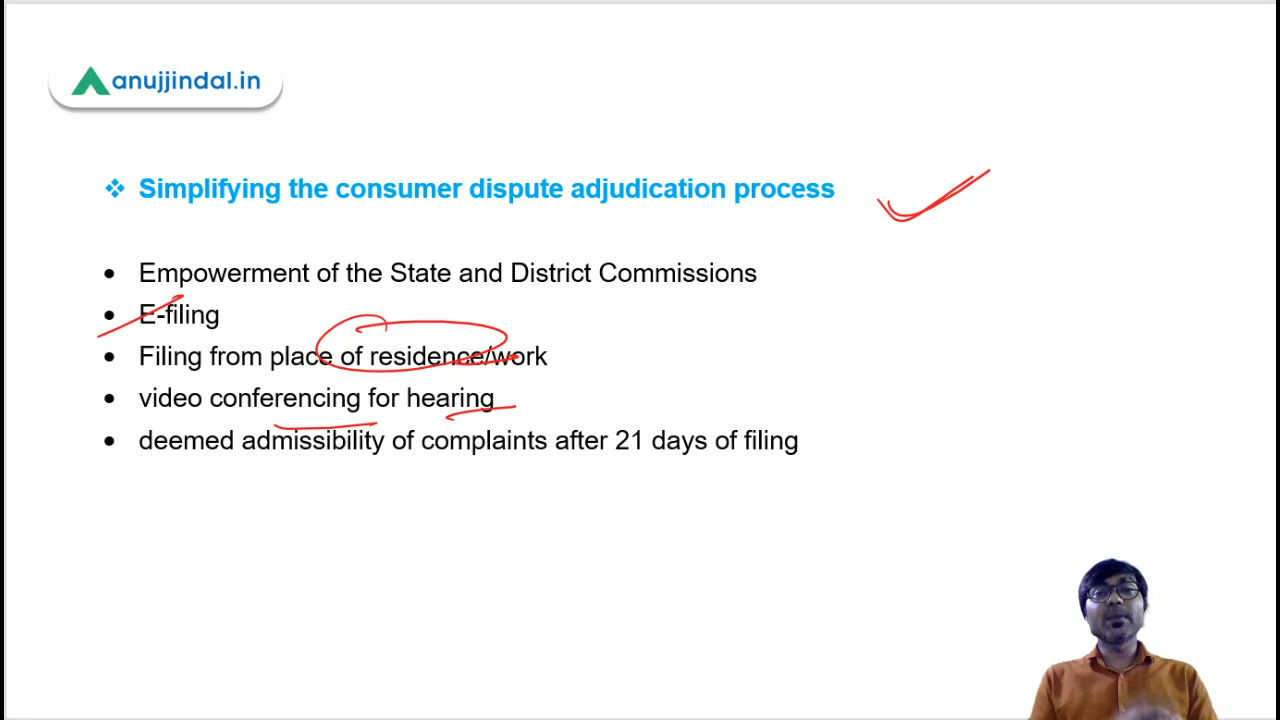 anujjindal.in
❖ Simplifying the consumer dispute adjudication process
• Empowerment of the State and District Commissions
• E-filing
• Filing from place of residence/work
• video conferencing for hearing
• deemed admissibility of complaints after 21 days of filing